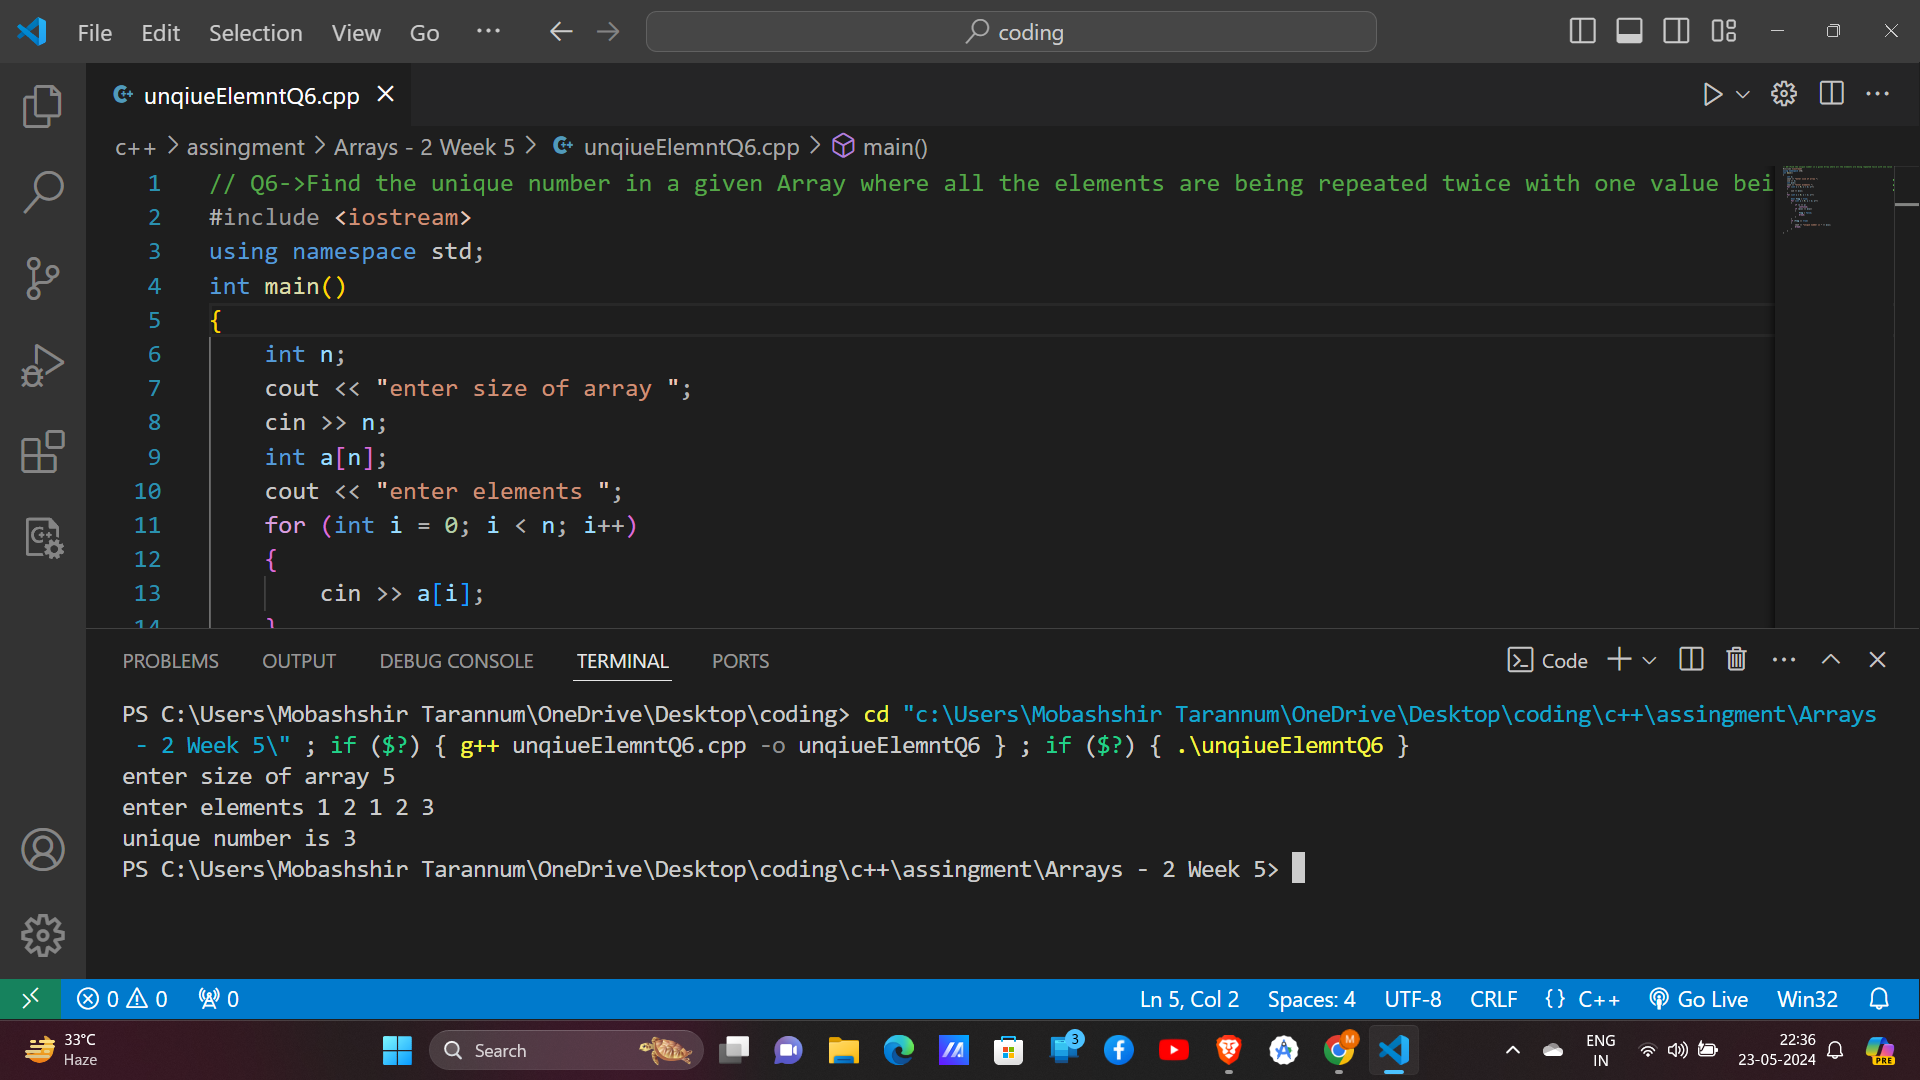 File Edit Selection View Go ··· coding
unqiueElemntQ6.cpp
c++ > assingment > Arrays - 2 Week 5 > unqiueElemntQ6.cpp > main()
1 // Q6->Find the unique number in a given Array where all the elements are being repeated twice with one value bei
2 #include <iostream>
3 using namespace std;
4 int main()
5 {
6 int n;
7 cout << "enter size of array ";
8 cin >> n;
9 int a[n];
10 cout << "enter elements ";
11 for (int i = 0; i < n; i++)
12 {
13 cin >> a[i];
14 }
PROBLEMS OUTPUT DEBUG CONSOLE TERMINAL PORTS Code
PS C:\Users\Mobashshir Tarannum\OneDrive\Desktop\coding> cd "c:\Users\Mobashshir Tarannum\OneDrive\Desktop\coding\c++\assingment\Arrays
- 2 Week 5\" ; if ($?) { g++ unqiueElemntQ6.cpp -o unqiueElemntQ6 } ; if ($?) { .\unqiueElemntQ6 }
enter size of array 5
enter elements 1 2 1 2 3
unique number is 3
PS C:\Users\Mobashshir Tarannum\OneDrive\Desktop\coding\c++\assingment\Arrays - 2 Week 5>
0 0 0 Ln 5, Col 2 Spaces: 4 UTF-8 CRLF {} C++ Go Live Win32
33°C
Haze
Search
3
M
ENG
IN
22:36
23-05-2024
PRE